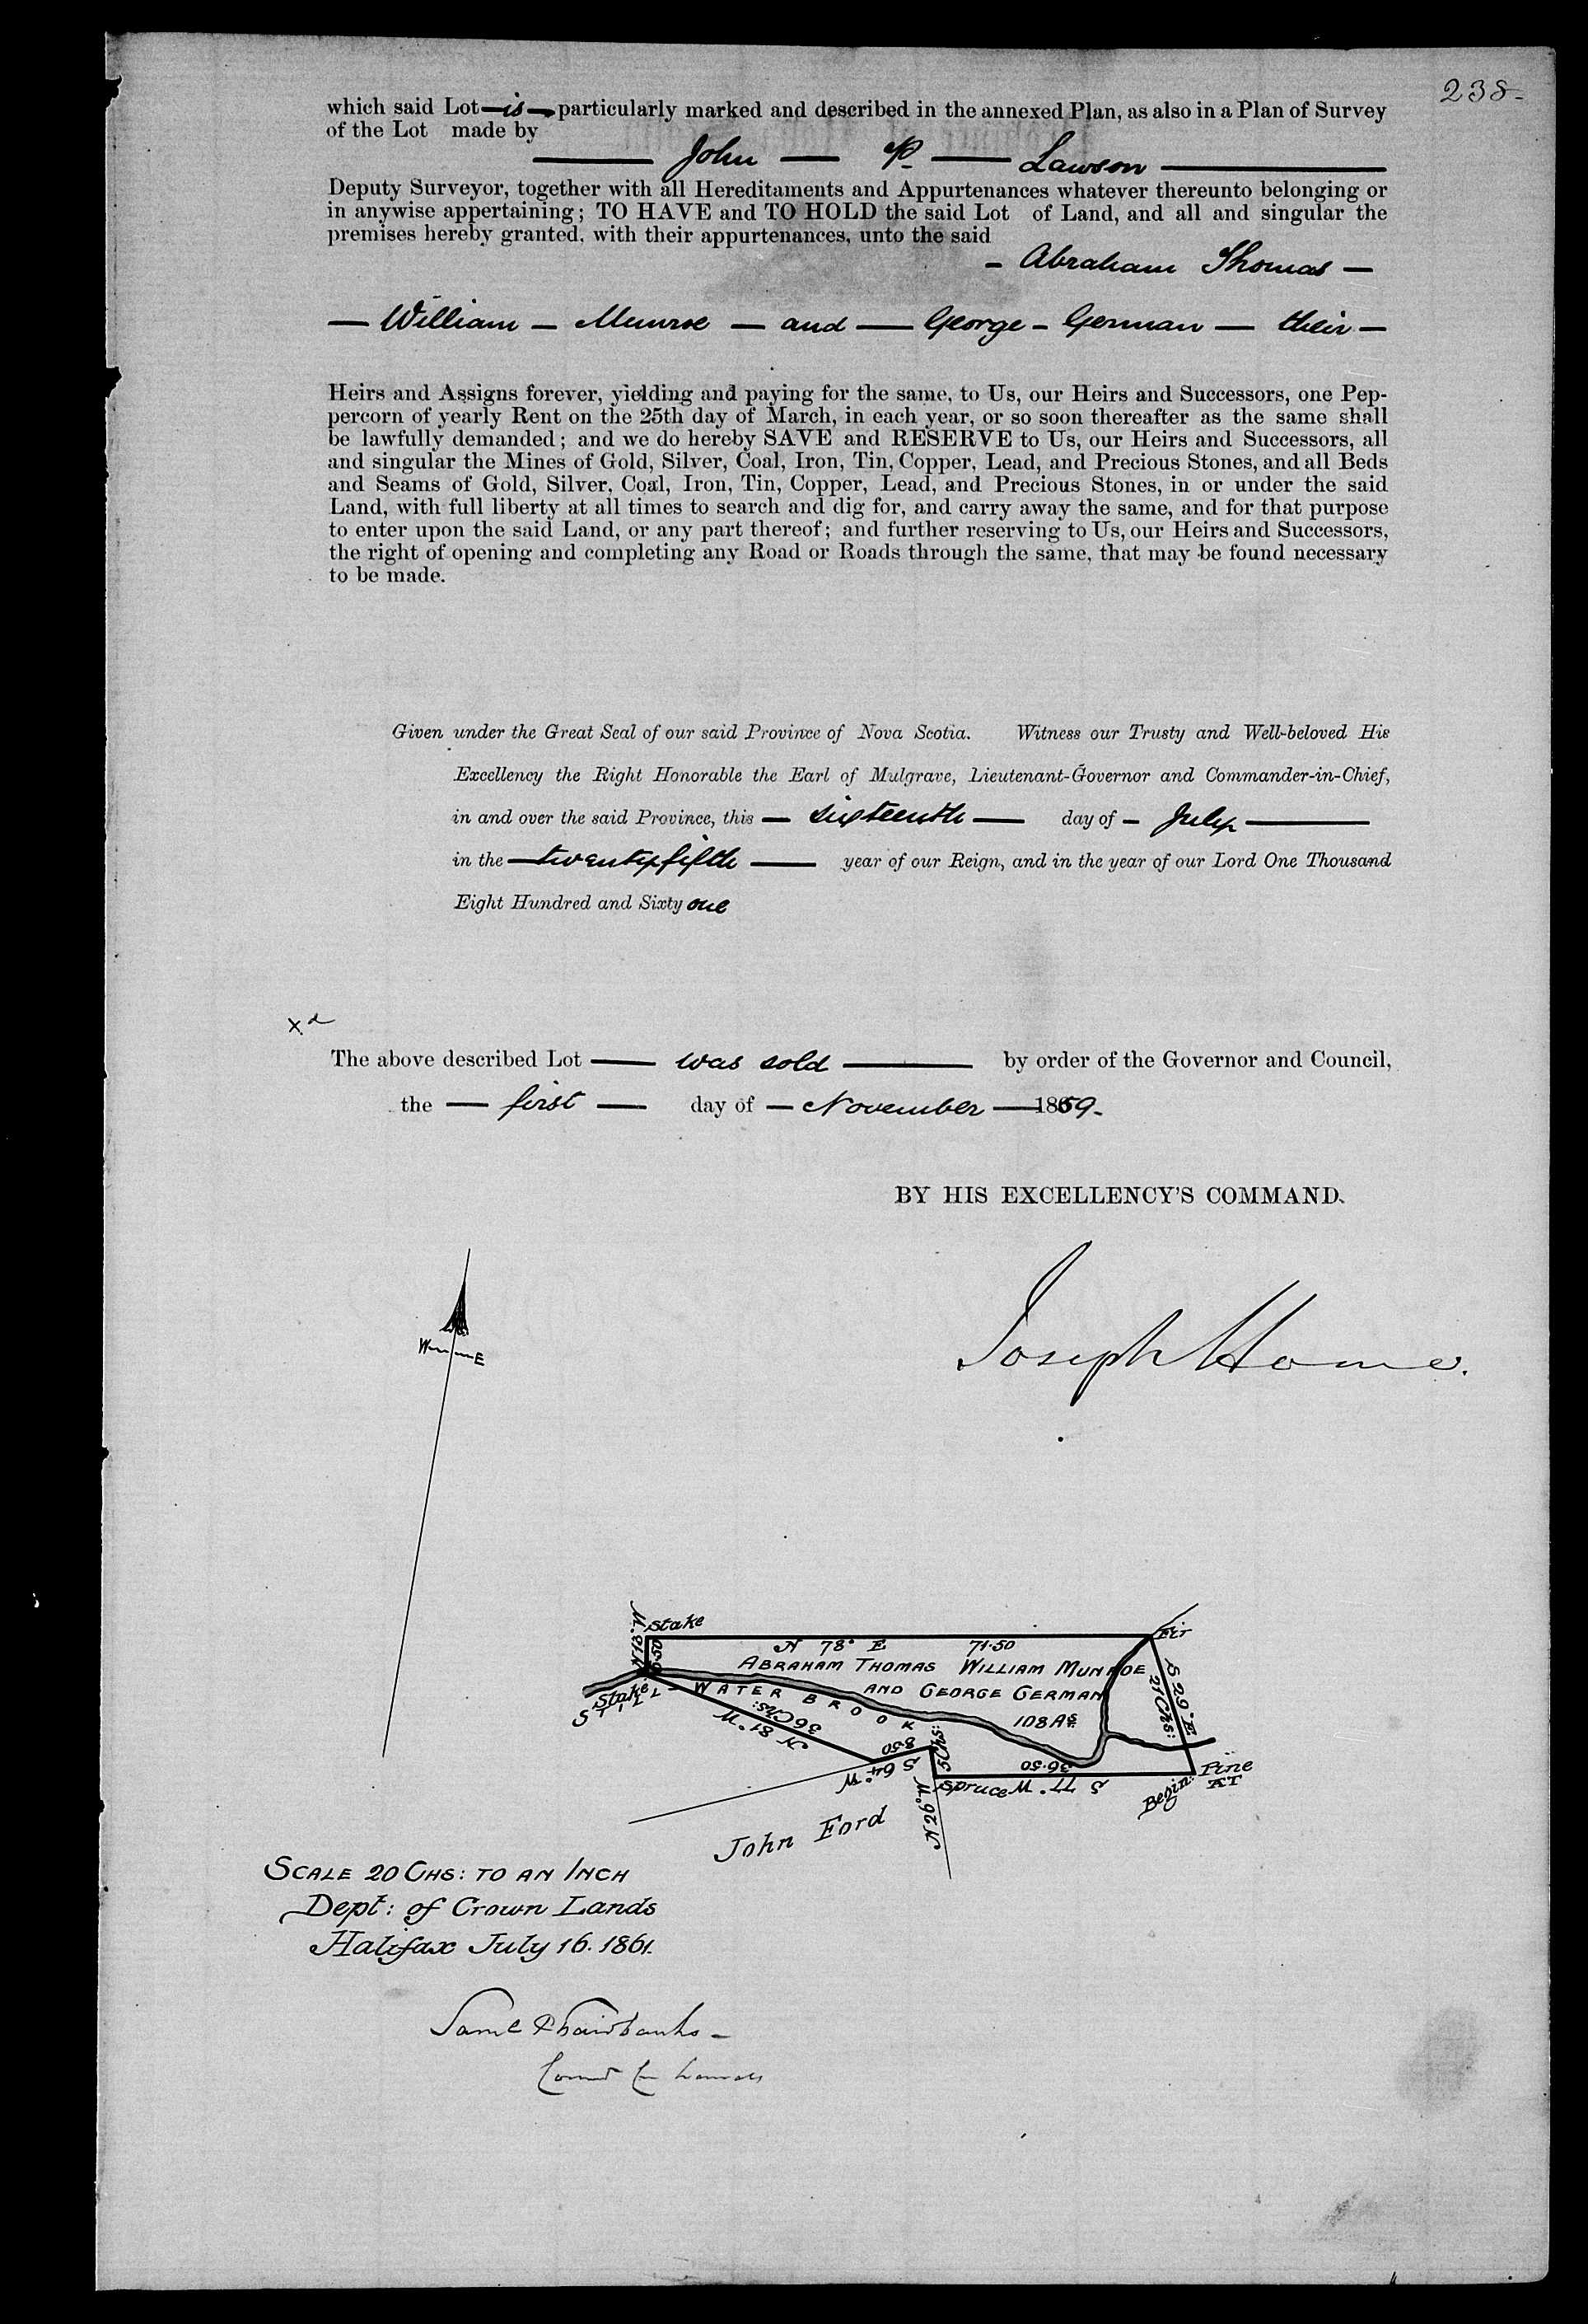 238-
which said Lot — is — particularly marked and described in the annexed Plan, as also in a Plan of Survey
of the Lot made by
John — P — Lawson
Deputy Surveyor, together with all Hereditaments and Appurtenances whatever thereunto belonging or
in anywise appertaining; TO HAVE and TO HOLD the said Lot of Land, and all and singular the
premises hereby granted, with their appurtenances, unto the said
- Abraham Thomas —
— William — Munroe — and — George - German — their —
Heirs and Assigns forever, yielding and paying for the same, to Us, our Heirs and Successors, one Pep-
percorn of yearly Rent on the 25th day of March, in each year, or so soon thereafter as the same shall
be lawfully demanded; and we do hereby SAVE and RESERVE to Us, our Heirs and Successors, all
and singular the Mines of Gold, Silver, Coal, Iron, Tin, Copper, Lead, and Precious Stones, and all Beds
and Seams of Gold, Silver, Coal, Iron, Tin, Copper, Lead, and Precious Stones, in or under the said
Land, with full liberty at all times to search and dig for, and carry away the same, and for that purpose
to enter upon the said Land, or any part thereof; and further reserving to Us, our Heirs and Successors,
the right of opening and completing any Road or Roads through the same, that may be found necessary
to be made.
Given under the Great Seal of our said Province of Nova Scotia. Witness our Trusty and Well-beloved His
Excellency the Right Honorable the Earl of Mulgrave, Lieutenant-Governor and Commander-in-Chief,
in and over the said Province, this — sixteenth — day of — July —
in the — twenty fifth — year of our Reign, and in the year of our Lord One Thousand
Eight Hundred and Sixty one
Xd
The above described Lot — was sold — by order of the Governor and Council,
the — first — day of — November — 1859.
BY HIS EXCELLENCY'S COMMAND.
Joseph Howe.
W E
N 13° W
Stake
6.50
N 78° E 71.50
Fir
ABRAHAM THOMAS WILLIAM MUNROE
AND GEORGE GERMAN
108 As.
S 29° E
21 Chs:
Stake
STILL-WATER BROOK
36 Chs:
N 81° W
8.50
S 64° W
5 Chs:
N 26° W
Spruce
36.50
S 77° W
Begin:
Pine
AT
John Ford
SCALE 20 CHS: TO AN INCH
Dept: of Crown Lands
Halifax July 16. 1861.
Saml P Fairbanks -